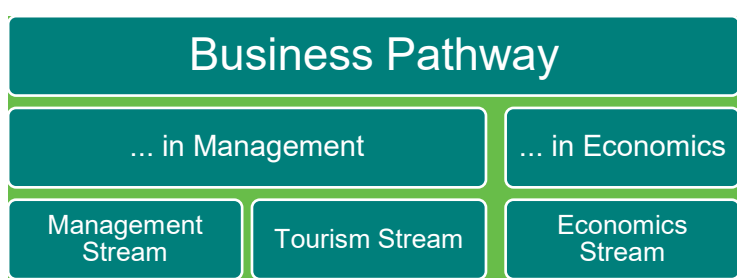 Business Pathway
... in Management
... in Economics
Management
Stream
Tourism Stream
Economics
Stream